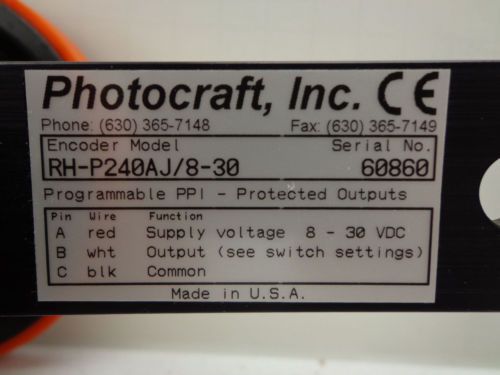 Photocraft, Inc. CE
Phone: (630) 365-7148 Fax: (630) 365-7149
Encoder Model Serial No.
RH-P240AJ/8-30 60860
Programmable PPI - Protected Outputs
Pin Wire Function
A red Supply voltage 8 - 30 VDC
B wht Output (see switch settings)
C blk Common
Made in U.S.A.